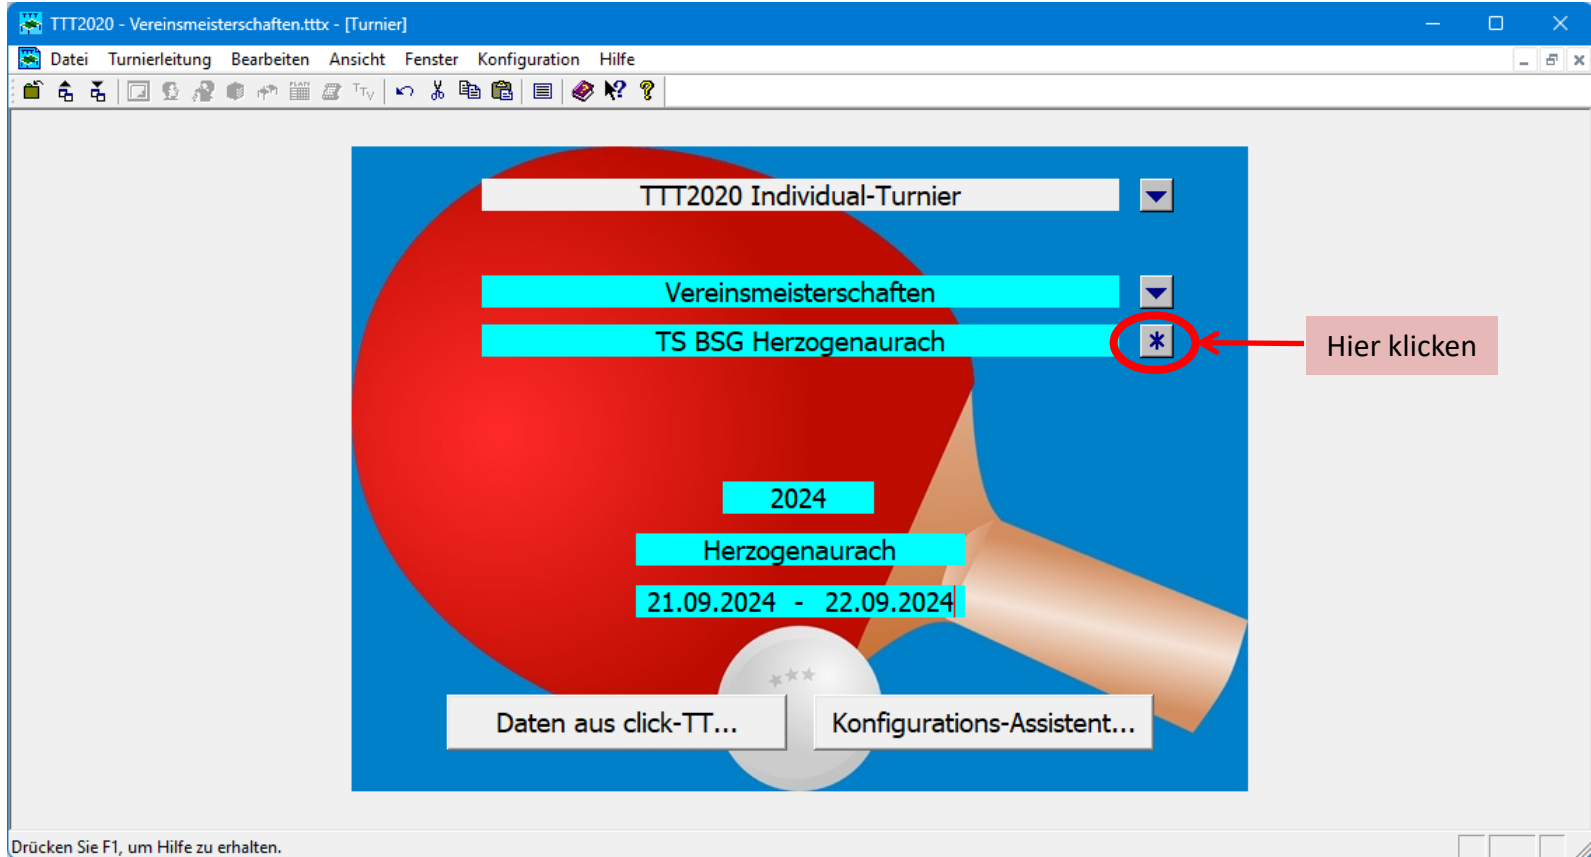 TTT2020 - Vereinsmeisterschaften.tttx - [Turnier]
Datei Turnierleitung Bearbeiten Ansicht Fenster Konfiguration Hilfe
TTT2020 Individual-Turnier
Vereinsmeisterschaften
TS BSG Herzogenaurach
*
Hier klicken
2024
Herzogenaurach
21.09.2024 - 22.09.2024
Daten aus click-TT...
Konfigurations-Assistent...
Drücken Sie F1, um Hilfe zu erhalten.